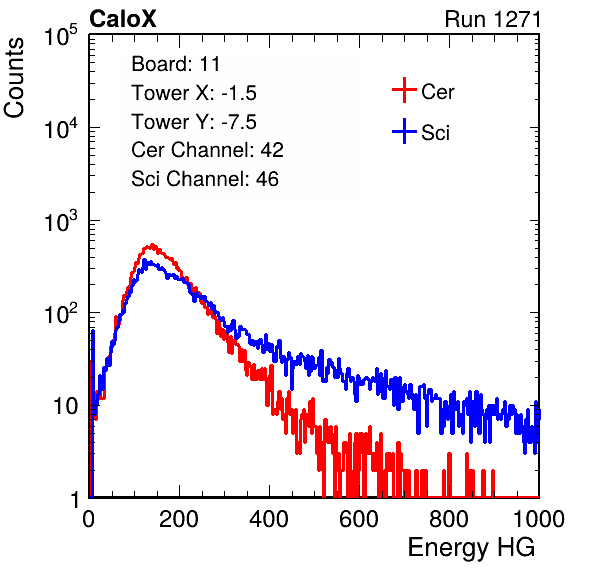 CaloX Run 1271
Counts
10^5
10^4
10^3
10^2
10
1
Board: 11
Tower X: -1.5
Tower Y: -7.5
Cer Channel: 42
Sci Channel: 46
Cer
Sci
0 200 400 600 800 1000
Energy HG